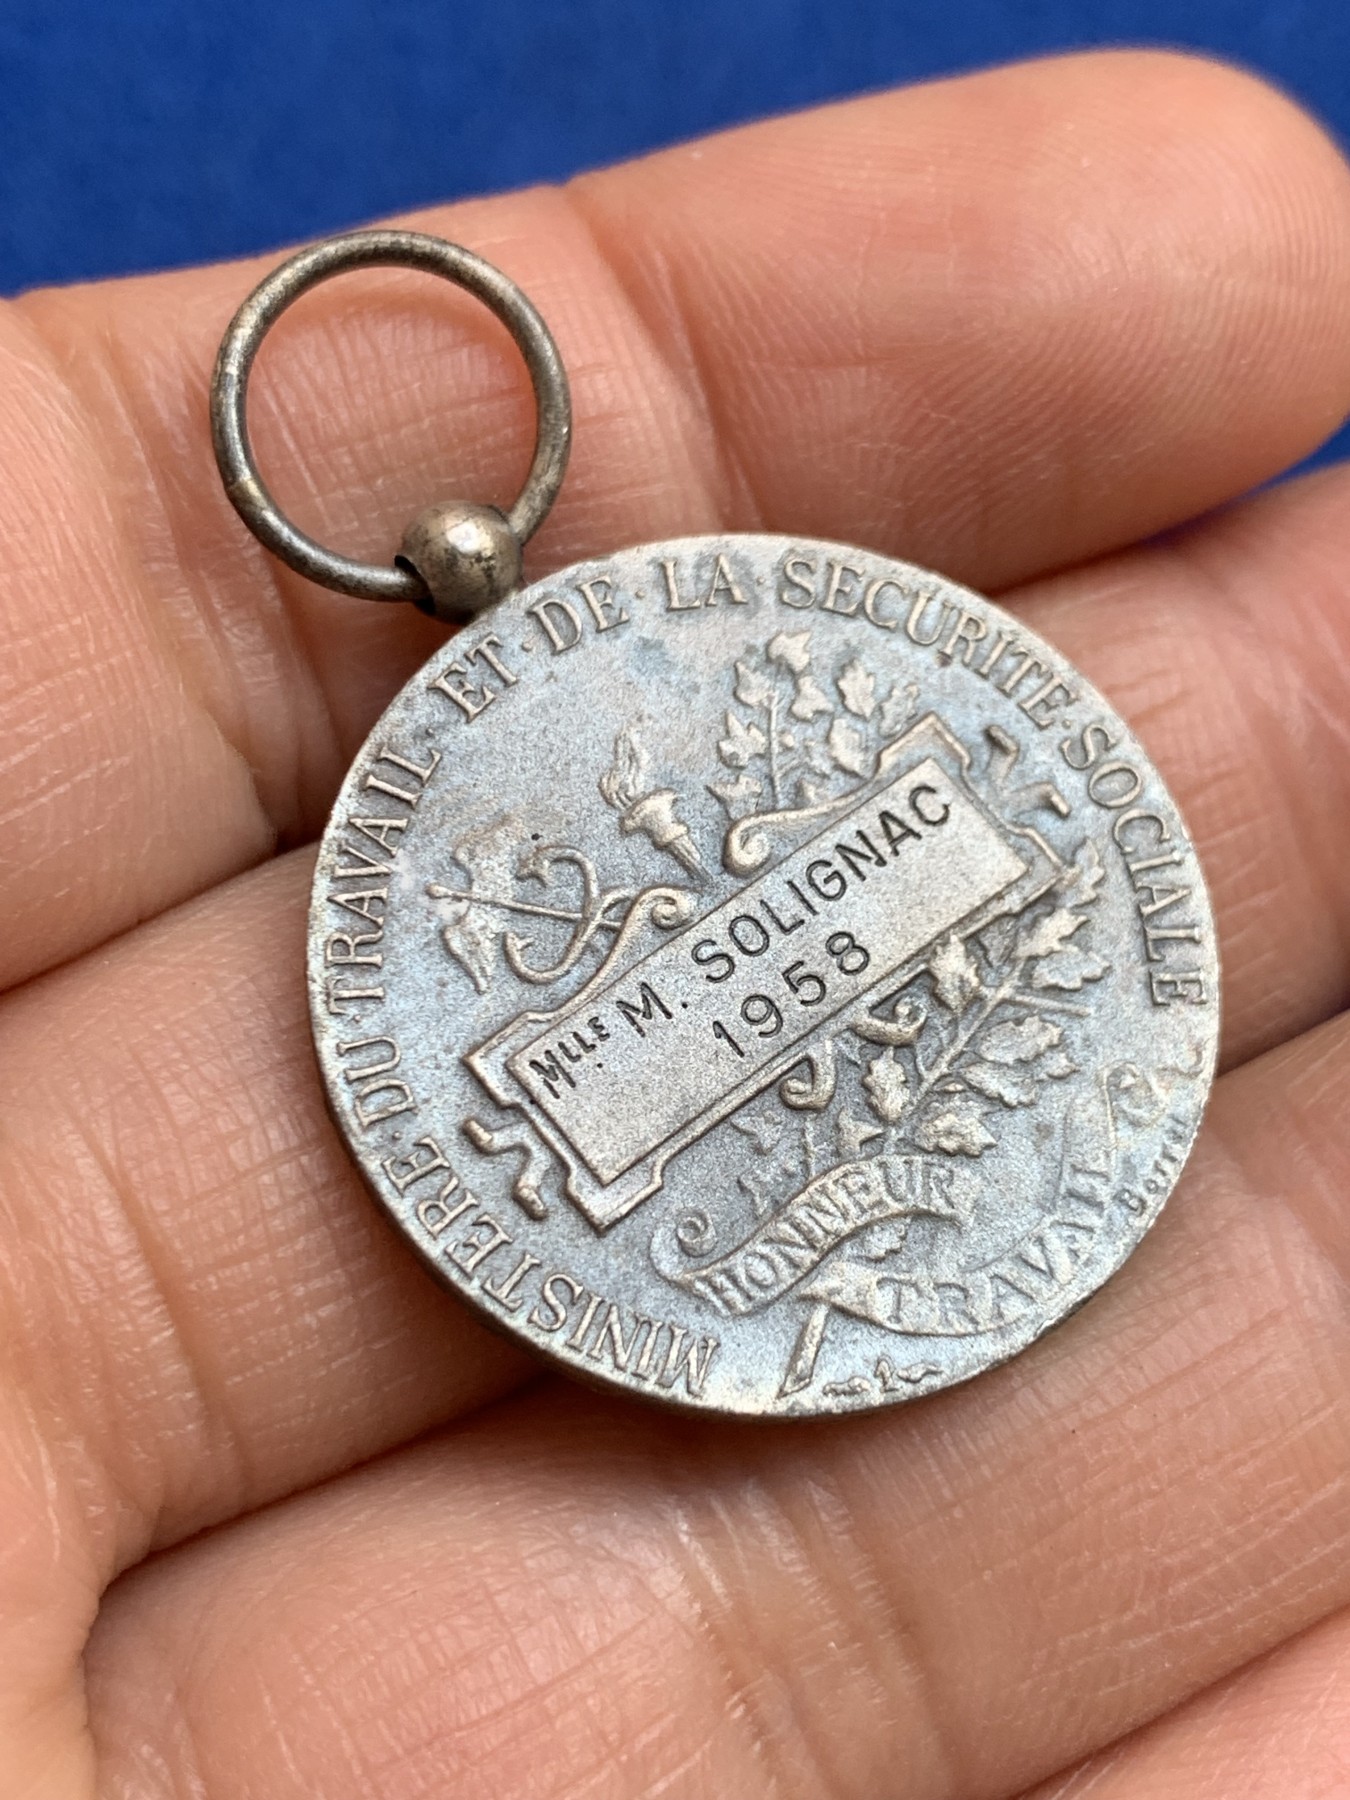 MINISTERE·DU·TRAVAIL·ET·DE·LA·SECURITE·SOCIALE
MLLE M. SOLIGNAC
1958
HONNEUR
TRAVAIL